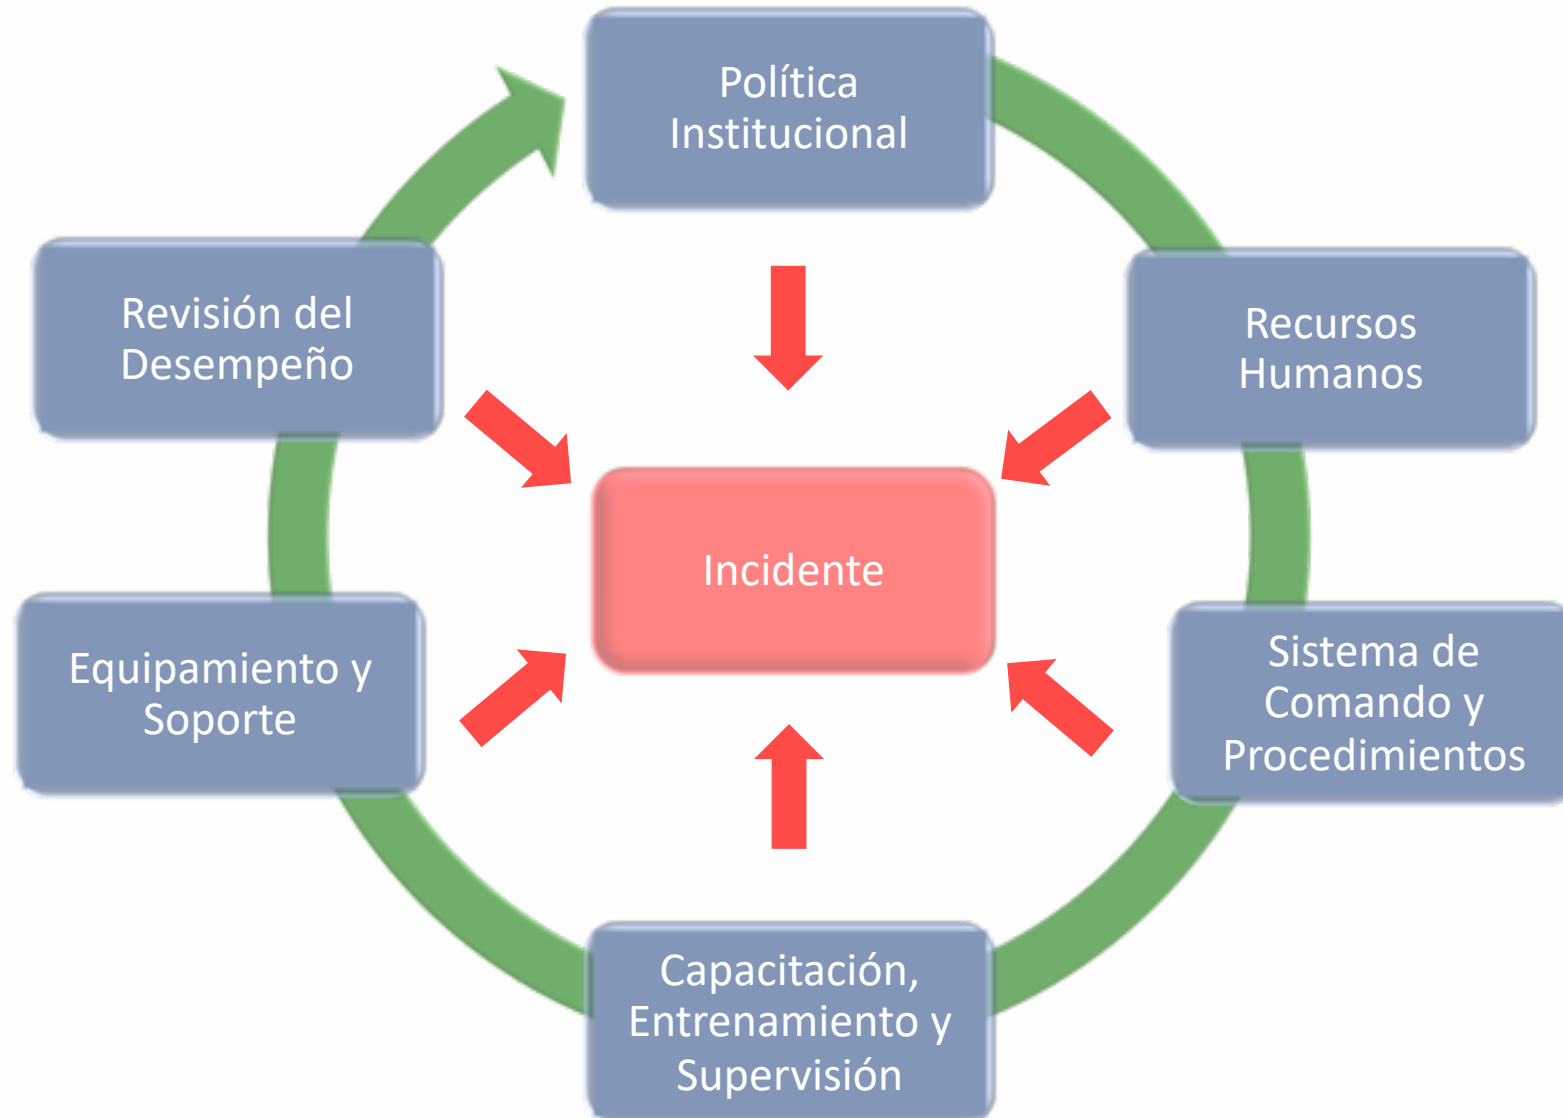 Política
Institucional
Recursos
Humanos
Sistema de
Comando y
Procedimientos
Capacitación,
Entrenamiento y
Supervisión
Equipamiento y
Soporte
Revisión del
Desempeño
Incidente